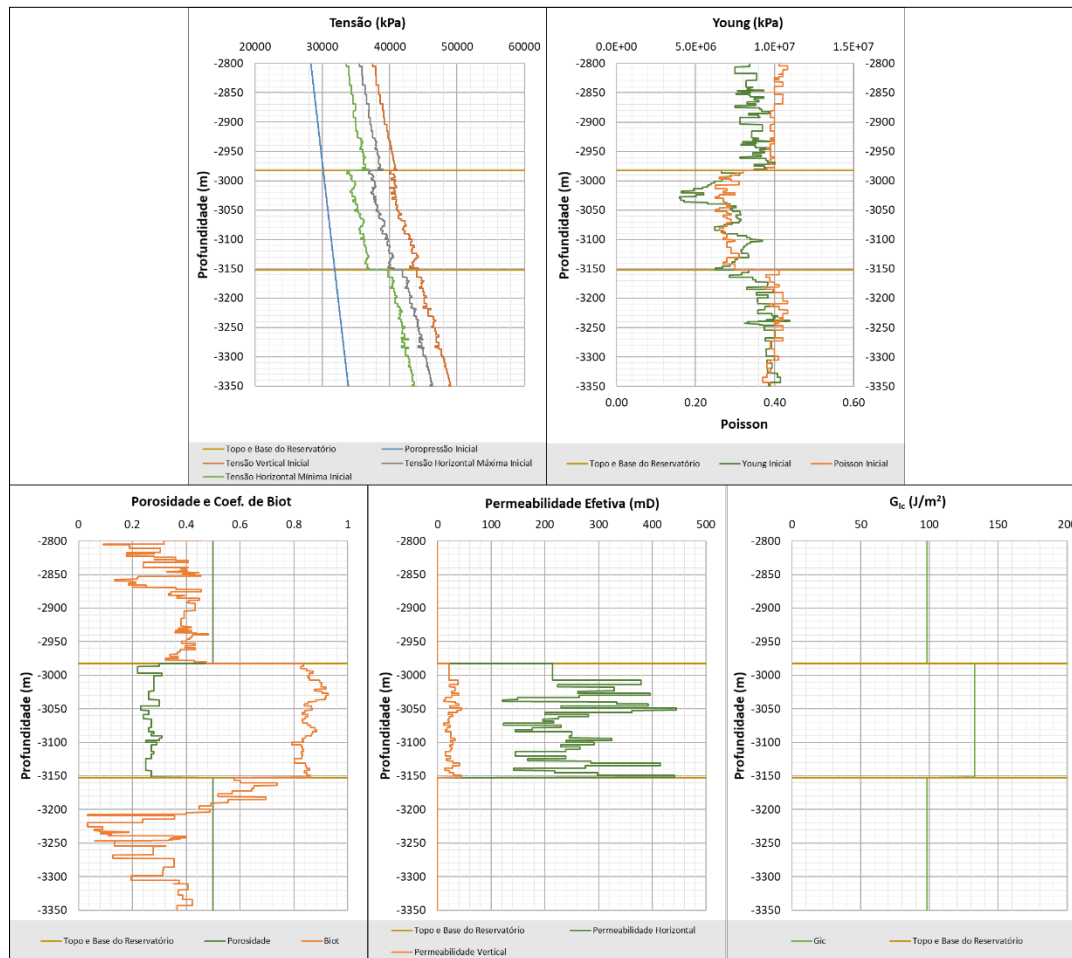 Tensão (kPa)
20000 30000 40000 50000 60000
-2800
-2850
-2900
-2950
-3000
-3050
-3100
-3150
-3200
-3250
-3300
-3350
Profundidade (m)
Topo e Base do Reservatório
Poropressão Inicial
Tensão Vertical Inicial
Tensão Horizontal Máxima Inicial
Tensão Horizontal Mínima Inicial
Young (kPa)
0.0E+00 5.0E+06 1.0E+07 1.5E+07
-2800 -2800
-2850 -2850
-2900 -2900
-2950 -2950
-3000 -3000
-3050 -3050
-3100 -3100
-3150 -3150
-3200 -3200
-3250 -3250
-3300 -3300
-3350 -3350
Profundidade (m)
Profundidade (m)
0.00 0.20 0.40 0.60
Poisson
Topo e Base do Reservatório
Young Inicial
Poisson Inicial
Porosidade e Coef. de Biot
0 0.2 0.4 0.6 0.8 1
-2800
-2850
-2900
-2950
-3000
-3050
-3100
-3150
-3200
-3250
-3300
-3350
Profundidade (m)
Topo e Base do Reservatório
Porosidade
Biot
Permeabilidade Efetiva (mD)
0 100 200 300 400 500
-2800
-2850
-2900
-2950
-3000
-3050
-3100
-3150
-3200
-3250
-3300
-3350
Profundidade (m)
Topo e Base do Reservatório
Permeabilidade Horizontal
Permeabilidade Vertical
GIc (J/m²)
0 50 100 150 200
-2800
-2850
-2900
-2950
-3000
-3050
-3100
-3150
-3200
-3250
-3300
-3350
Profundidade (m)
Gic
Topo e Base do Reservatório